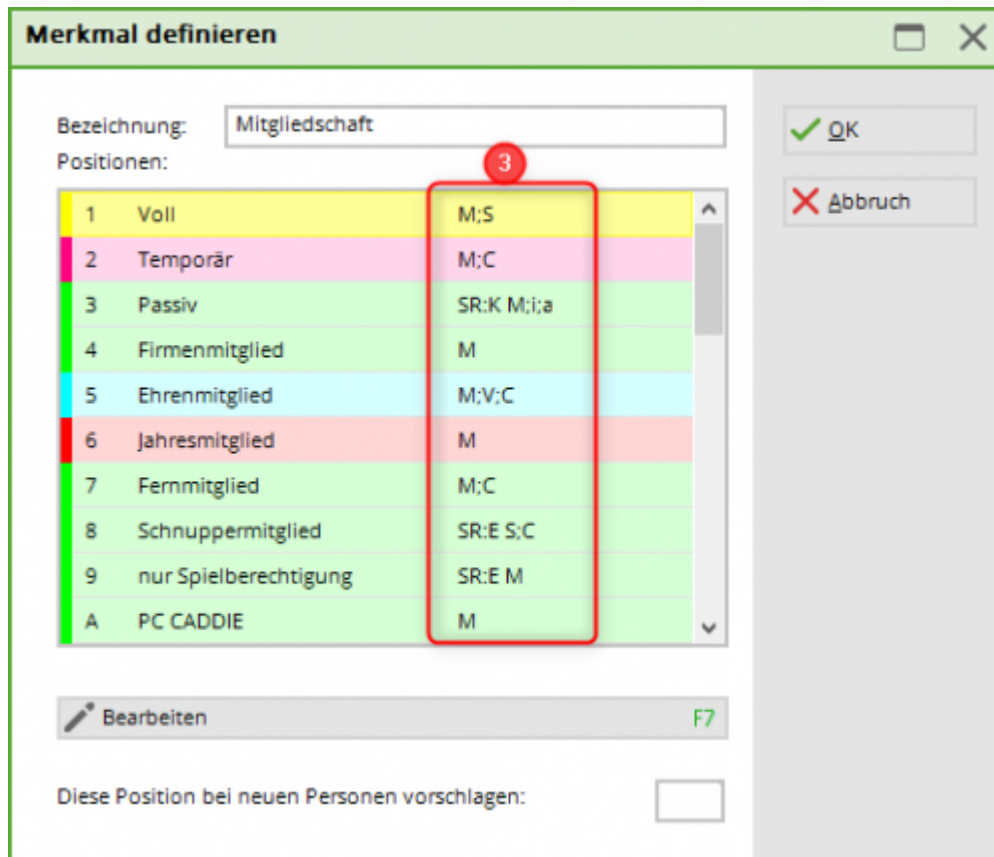 Merkmal definieren
Bezeichnung: Mitgliedschaft
OK
Positionen:
3
Abbruch
1 Voll M;S
2 Temporär M;C
3 Passiv SR:K M;i;a
4 Firmenmitglied M
5 Ehrenmitglied M;V;C
6 Jahresmitglied M
7 Fernmitglied M;C
8 Schnuppermitglied SR:E S;C
9 nur Spielberechtigung SR:E M
A PC CADDIE M
Bearbeiten F7
Diese Position bei neuen Personen vorschlagen: